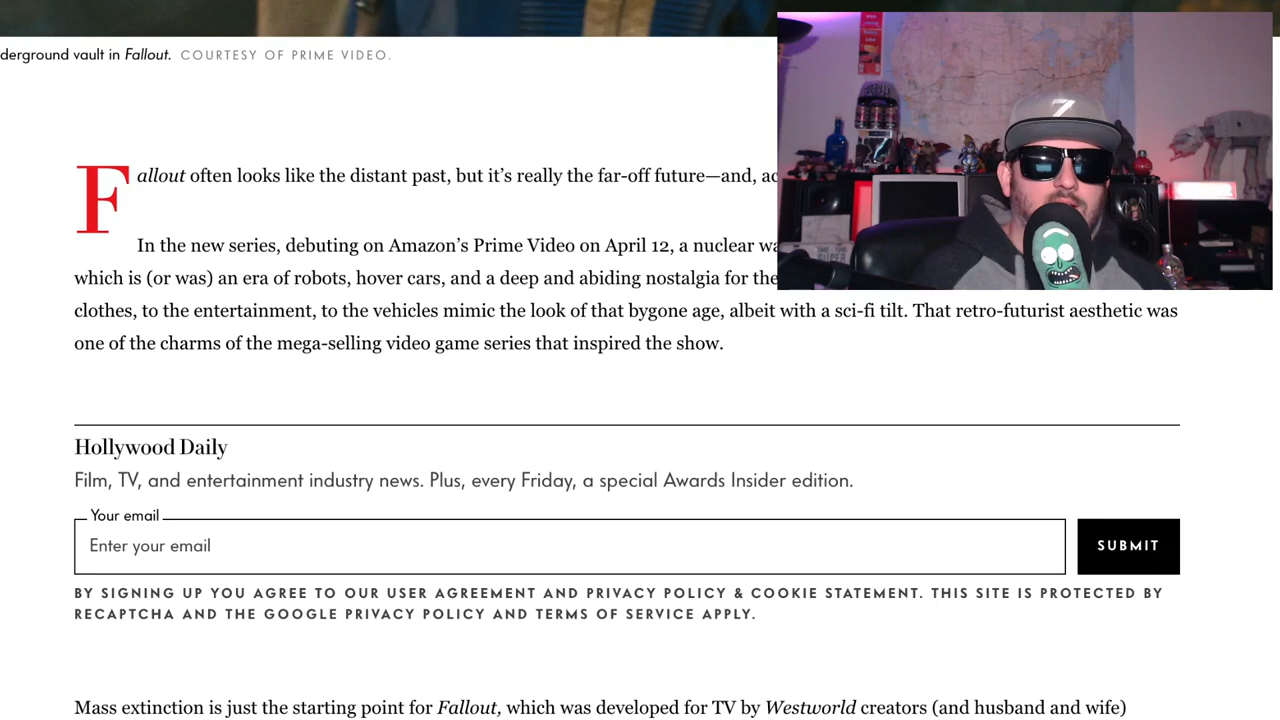 derground vault in Fallout. COURTESY OF PRIME VIDEO.
Fallout often looks like the distant past, but it’s really the far-off future—and,
In the new series, debuting on Amazon’s Prime Video on April 12, a nuclear
which is (or was) an era of robots, hover cars, and a deep and abiding nostalgia for the
clothes, to the entertainment, to the vehicles mimic the look of that bygone age, albeit with a sci-fi tilt. That retro-futurist aesthetic was
one of the charms of the mega-selling video game series that inspired the show.
Hollywood Daily
Film, TV, and entertainment industry news. Plus, every Friday, a special Awards Insider edition.
Your email
Enter your email
SUBMIT
BY SIGNING UP YOU AGREE TO OUR USER AGREEMENT AND PRIVACY POLICY & COOKIE STATEMENT. THIS SITE IS PROTECTED BY
RECAPTCHA AND THE GOOGLE PRIVACY POLICY AND TERMS OF SERVICE APPLY.
Mass extinction is just the starting point for Fallout, which was developed for TV by Westworld creators (and husband and wife)